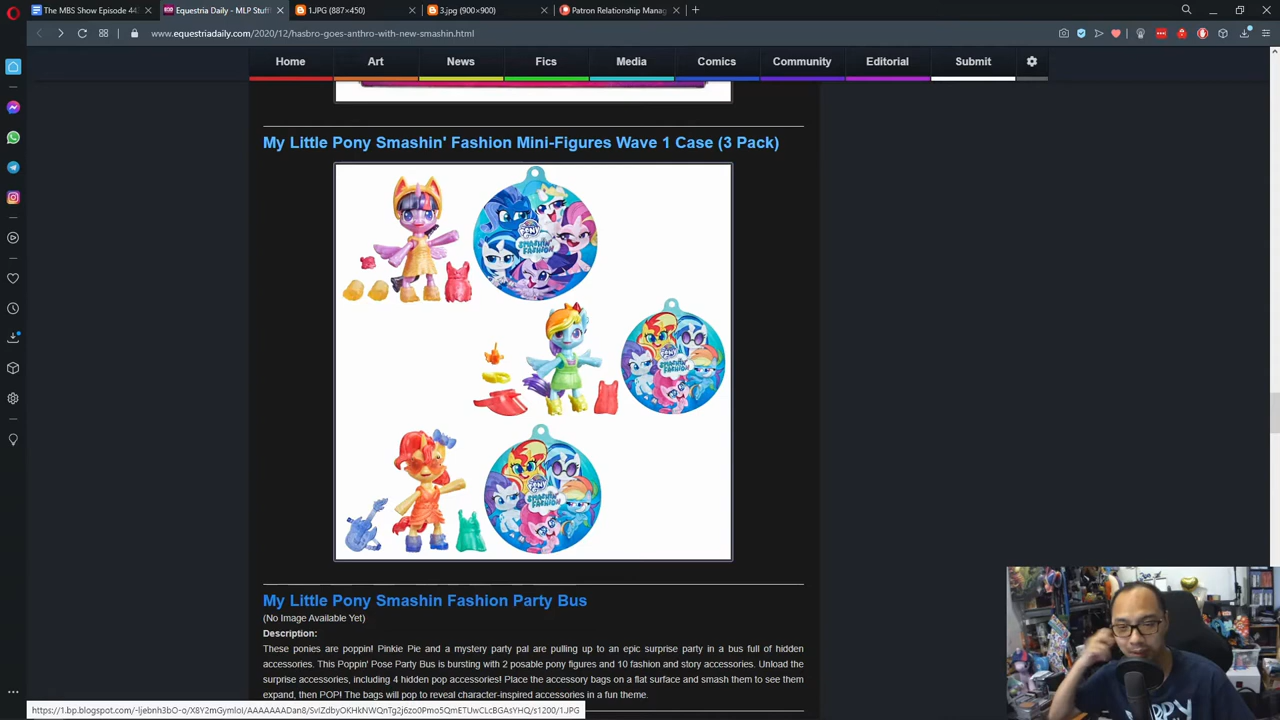 The MBS Show Episode 44
Equestria Daily - MLP Stuff
1.JPG (887×450)
3.jpg (900×900)
Patron Relationship Mana
www.equestriadaily.com/2020/12/hasbro-goes-anthro-with-new-smashin.html
Home Art News Fics Media Comics Community Editorial Submit
My Little Pony Smashin' Fashion Mini-Figures Wave 1 Case (3 Pack)
SMASHIN' FASHION
SMASHIN' FASHION
SMASHIN' FASHION
My Little Pony Smashin Fashion Party Bus
(No Image Available Yet)
Description:
These ponies are poppin! Pinkie Pie and a mystery party pal are pulling up to an epic surprise party in a bus full of hidden
accessories. This Poppin' Pose Party Bus is bursting with 2 posable pony figures and 10 fashion and story accessories. Unload the
surprise accessories, including 4 hidden pop accessories! Place the accessory bags on a flat surface and smash them to see them
expand, then POP! The bags will pop to reveal character-inspired accessories in a fun theme.